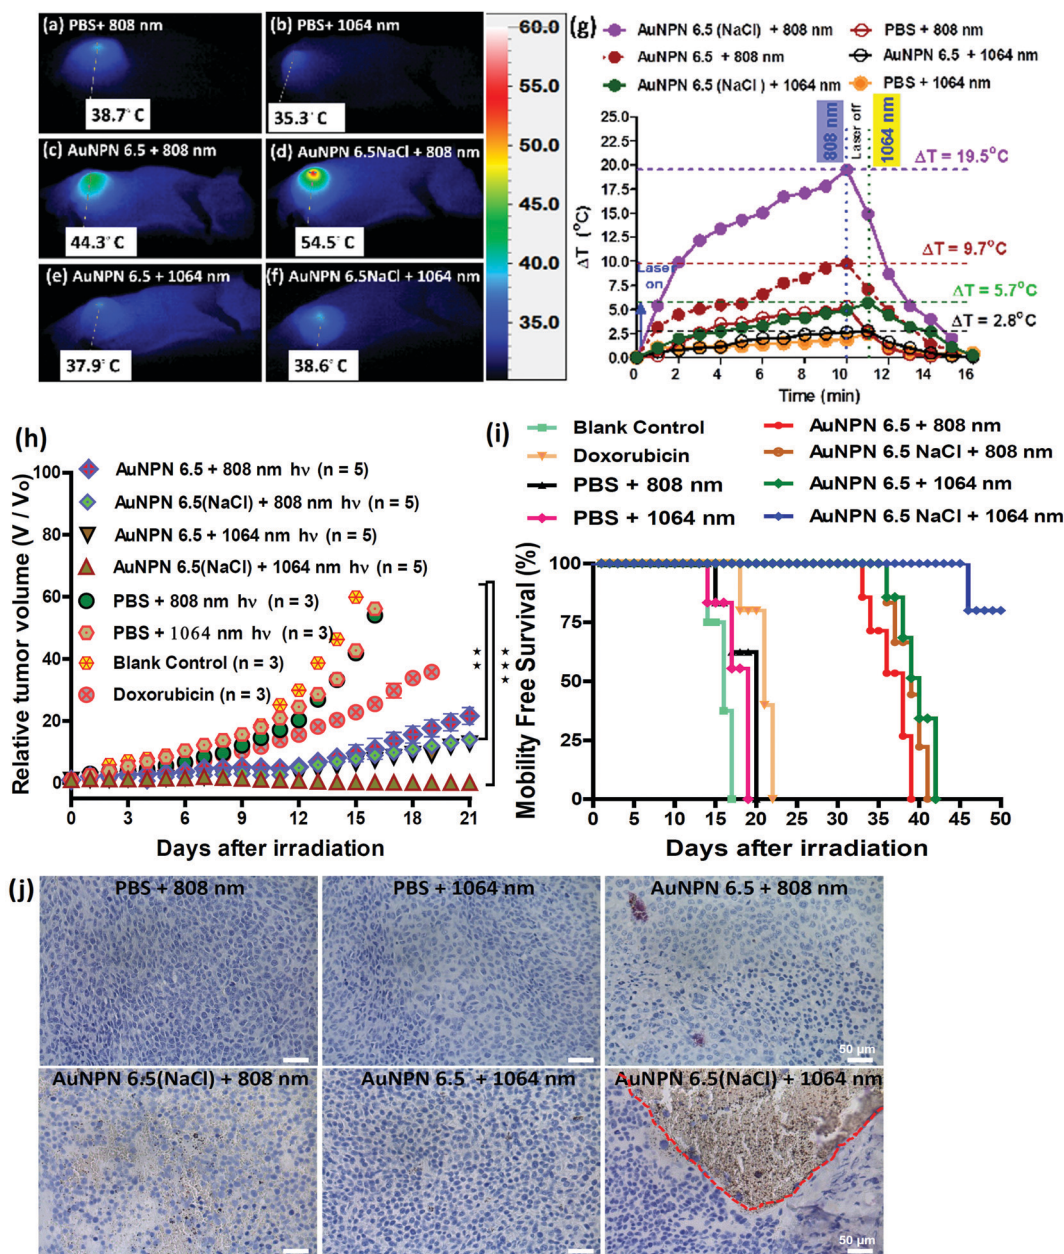 (a) PBS+ 808 nm
38.7° C
(b) PBS+ 1064 nm
35.3° C
(c) AuNPN 6.5 + 808 nm
44.3° C
(d) AuNPN 6.5NaCl + 808 nm
54.5° C
(e) AuNPN 6.5 + 1064 nm
37.9° C
(f) AuNPN 6.5NaCl + 1064 nm
38.6° C
60.0
55.0
50.0
45.0
40.0
35.0
(g)
AuNPN 6.5 (NaCl) + 808 nm
PBS + 808 nm
AuNPN 6.5 + 808 nm
AuNPN 6.5 + 1064 nm
AuNPN 6.5 (NaCl ) + 1064 nm
PBS + 1064 nm
808 nm
Laser off
1064 nm
ΔT = 19.5°C
ΔT = 9.7°C
ΔT = 5.7°C
ΔT = 2.8°C
Laser
on
ΔT (°C)
25.0
22.5
20.0
17.5
15.0
12.5
10.0
7.5
5.0
2.5
0.0
0 2 4 6 8 10 12 14 16
Time (min)
(h)
AuNPN 6.5 + 808 nm hν (n = 5)
AuNPN 6.5(NaCl) + 808 nm hν (n = 5)
AuNPN 6.5 + 1064 nm hν (n = 5)
AuNPN 6.5(NaCl) + 1064 nm hν (n = 5)
PBS + 808 nm hν (n = 3)
PBS + 1064 nm hν (n = 3)
Blank Control (n = 3)
Doxorubicin (n = 3)
★★
★★★
Relative tumor volume (V / V₀)
100
80
60
40
20
0
0 3 6 9 12 15 18 21
Days after irradiation
(i)
Blank Control
Doxorubicin
PBS + 808 nm
PBS + 1064 nm
AuNPN 6.5 + 808 nm
AuNPN 6.5 NaCl + 808 nm
AuNPN 6.5 + 1064 nm
AuNPN 6.5 NaCl + 1064 nm
Mobility Free Survival (%)
100
75
50
25
0
0 5 10 15 20 25 30 35 40 45 50
Days after irradiation
(j)
PBS + 808 nm
PBS + 1064 nm
AuNPN 6.5 + 808 nm
50 µm
AuNPN 6.5(NaCl) + 808 nm
AuNPN 6.5 + 1064 nm
AuNPN 6.5(NaCl) + 1064 nm
50 µm